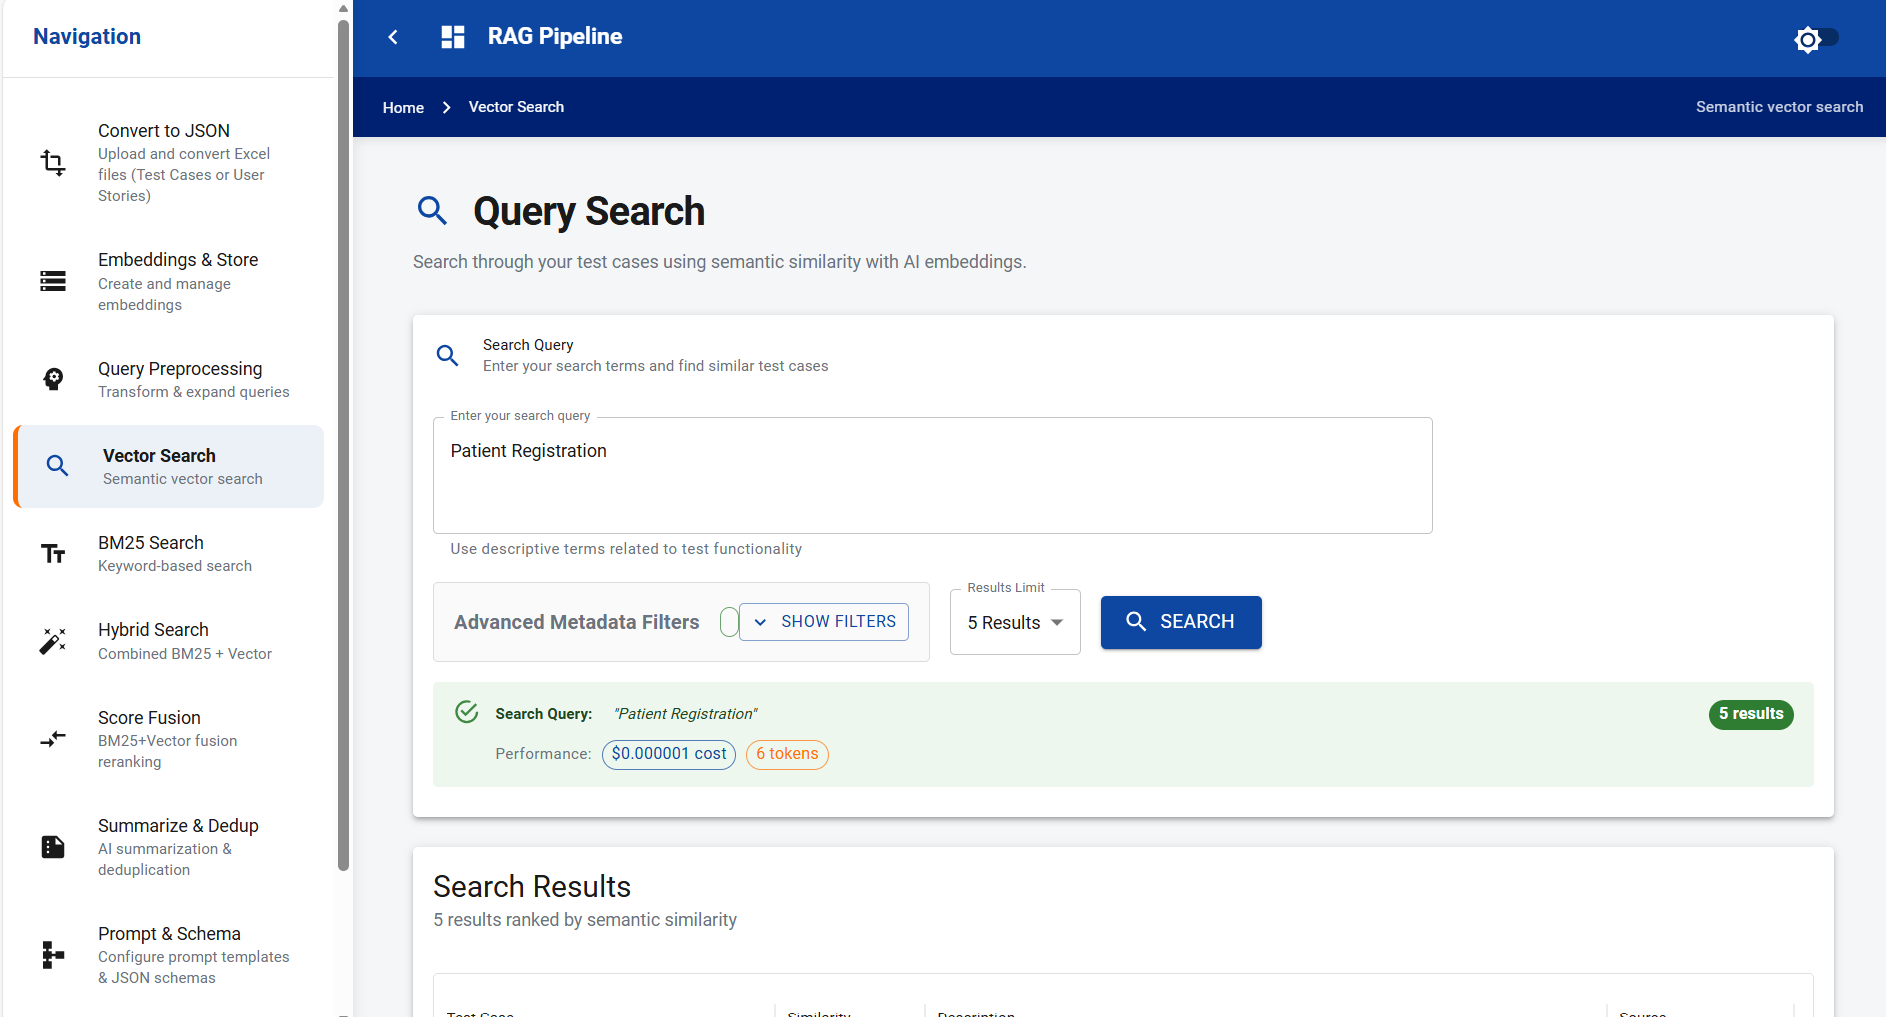 Navigation
Convert to JSON
Upload and convert Excel
files (Test Cases or User
Stories)
Embeddings & Store
Create and manage
embeddings
Query Preprocessing
Transform & expand queries
Vector Search
Semantic vector search
BM25 Search
Keyword-based search
Hybrid Search
Combined BM25 + Vector
Score Fusion
BM25+Vector fusion
reranking
Summarize & Dedup
AI summarization &
deduplication
Prompt & Schema
Configure prompt templates
& JSON schemas
RAG Pipeline
Home
Vector Search
Semantic vector search
Query Search
Search through your test cases using semantic similarity with AI embeddings.
Search Query
Enter your search terms and find similar test cases
Enter your search query
Patient Registration
Use descriptive terms related to test functionality
Advanced Metadata Filters
SHOW FILTERS
Results Limit
5 Results
SEARCH
Search Query: "Patient Registration"
5 results
Performance: $0.000001 cost 6 tokens
Search Results
5 results ranked by semantic similarity
Test Case Similarity Description Source